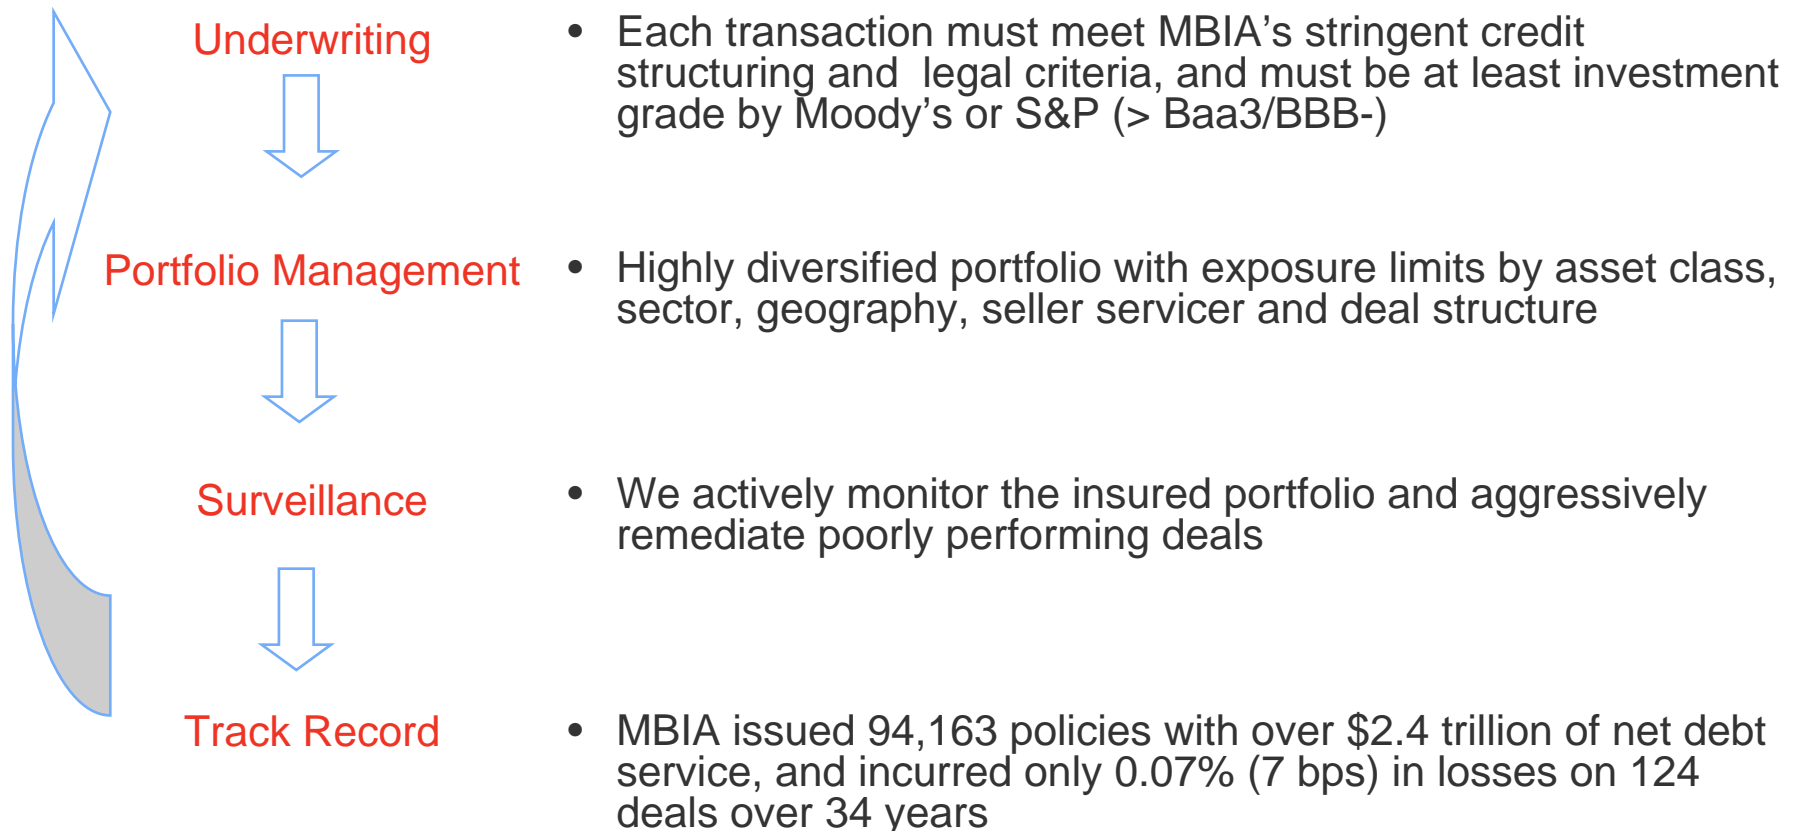 Underwriting
• Each transaction must meet MBIA’s stringent credit
structuring and  legal criteria, and must be at least investment
grade by Moody’s or S&P (> Baa3/BBB-)
Portfolio Management
• Highly diversified portfolio with exposure limits by asset class,
sector, geography, seller servicer and deal structure
Surveillance
• We actively monitor the insured portfolio and aggressively
remediate poorly performing deals
Track Record
• MBIA issued 94,163 policies with over $2.4 trillion of net debt
service, and incurred only 0.07% (7 bps) in losses on 124
deals over 34 years